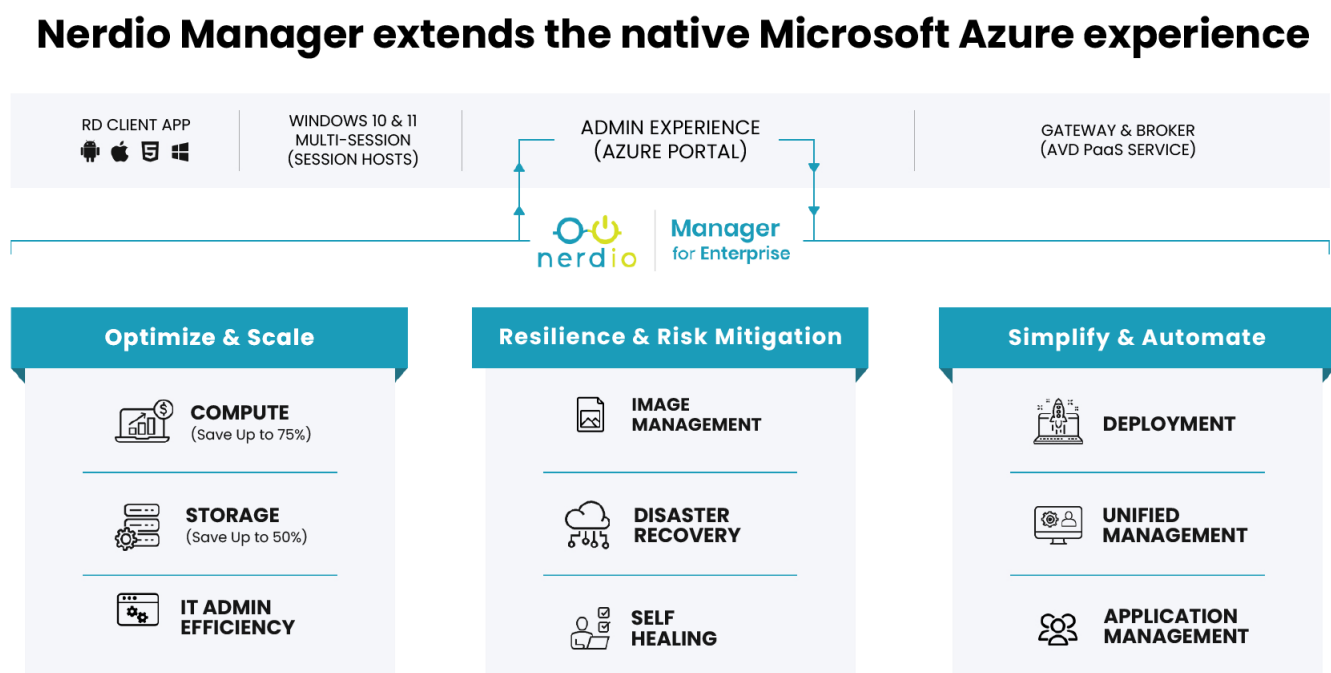 Nerdio Manager extends the native Microsoft Azure experience
RD CLIENT APP
WINDOWS 10 & 11
MULTI-SESSION
(SESSION HOSTS)
ADMIN EXPERIENCE
(AZURE PORTAL)
GATEWAY & BROKER
(AVD PaaS SERVICE)
nerdio
Manager
for Enterprise
Optimize & Scale
COMPUTE
(Save Up to 75%)
STORAGE
(Save Up to 50%)
IT ADMIN
EFFICIENCY
Resilience & Risk Mitigation
IMAGE
MANAGEMENT
DISASTER
RECOVERY
SELF
HEALING
Simplify & Automate
DEPLOYMENT
UNIFIED
MANAGEMENT
APPLICATION
MANAGEMENT